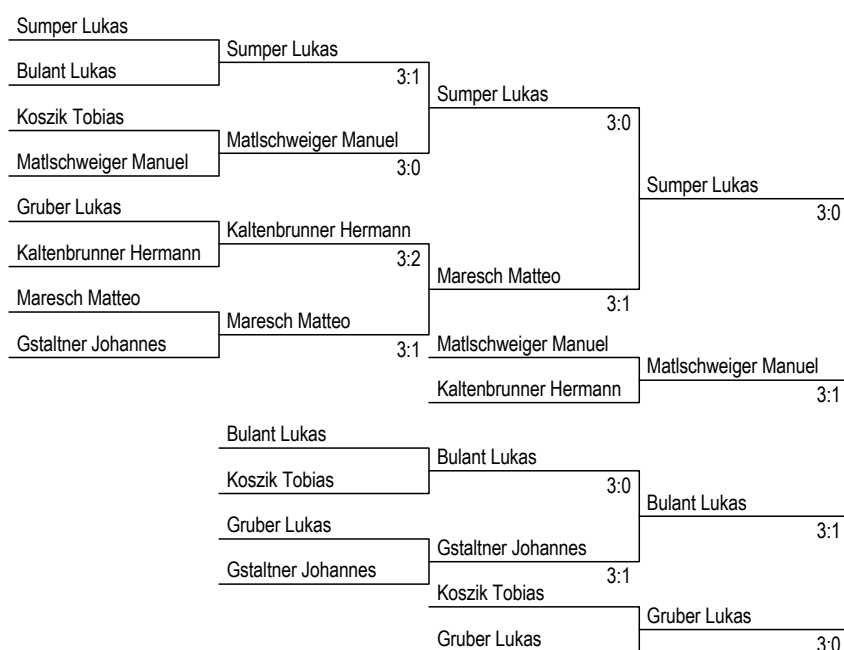 Sumper Lukas
Sumper Lukas
Bulant Lukas
3:1
Sumper Lukas
Koszik Tobias
3:0
Matlschweiger Manuel
Matlschweiger Manuel
3:0
Sumper Lukas
Gruber Lukas
3:0
Kaltenbrunner Hermann
Kaltenbrunner Hermann
3:2
Maresch Matteo
Maresch Matteo
3:1
Maresch Matteo
Gstaltner Johannes
3:1
Matlschweiger Manuel
Matlschweiger Manuel
Kaltenbrunner Hermann
3:1
Bulant Lukas
Bulant Lukas
Koszik Tobias
3:0
Bulant Lukas
Gruber Lukas
3:1
Gstaltner Johannes
Gstaltner Johannes
3:1
Koszik Tobias
Gruber Lukas
Gruber Lukas
3:0